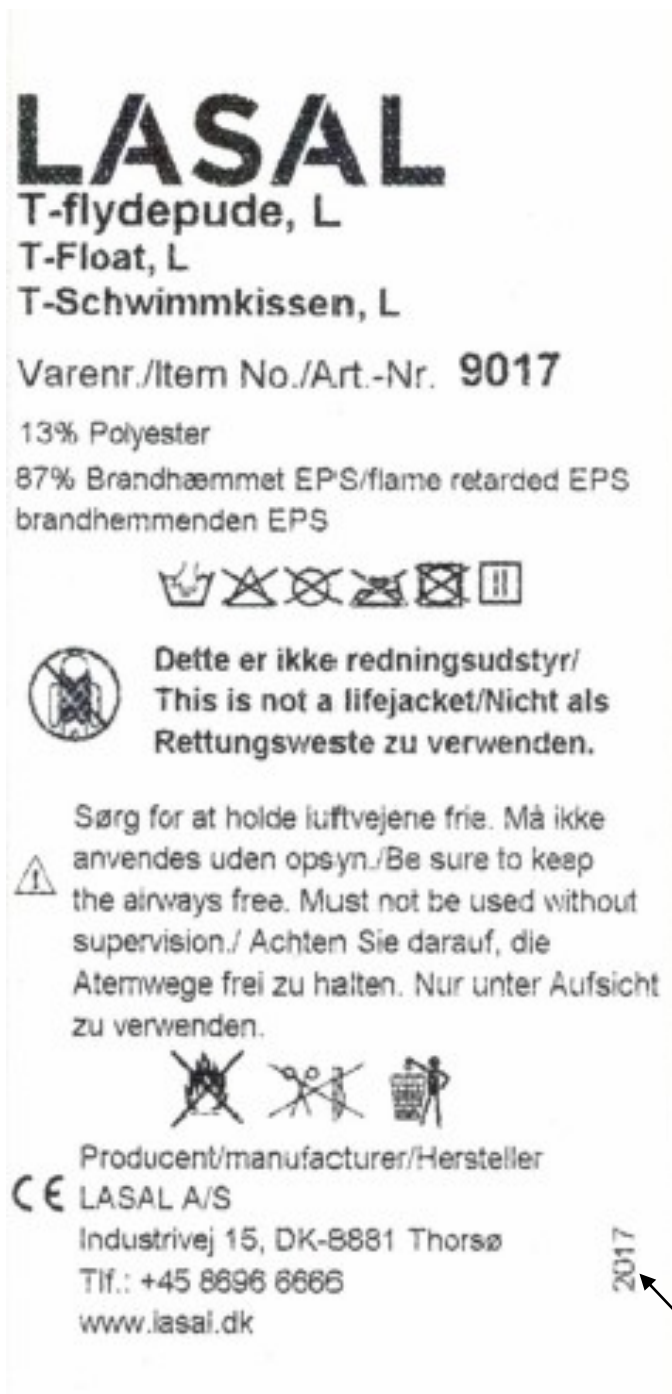 LASAL
T-flydepude, L
T-Float, L
T-Schwimmkissen, L
Varenr./Item No./Art.-Nr. 9017
13% Polyester
87% Brandhæmmet EPS/flame retarded EPS
brandhemmenden EPS
Dette er ikke redningsudstyr/
This is not a lifejacket/Nicht als
Rettungsweste zu verwenden.
Sørg for at holde luftvejene frie. Må ikke
anvendes uden opsyn./Be sure to keep
the airways free. Must not be used without
supervision./ Achten Sie darauf, die
Atemwege frei zu halten. Nur unter Aufsicht
zu verwenden.
Producent/manufacturer/Hersteller
CE LASAL A/S
Industrivej 15, DK-8881 Thorsø
Tlf.: +45 8696 6666
www.lasal.dk
2017